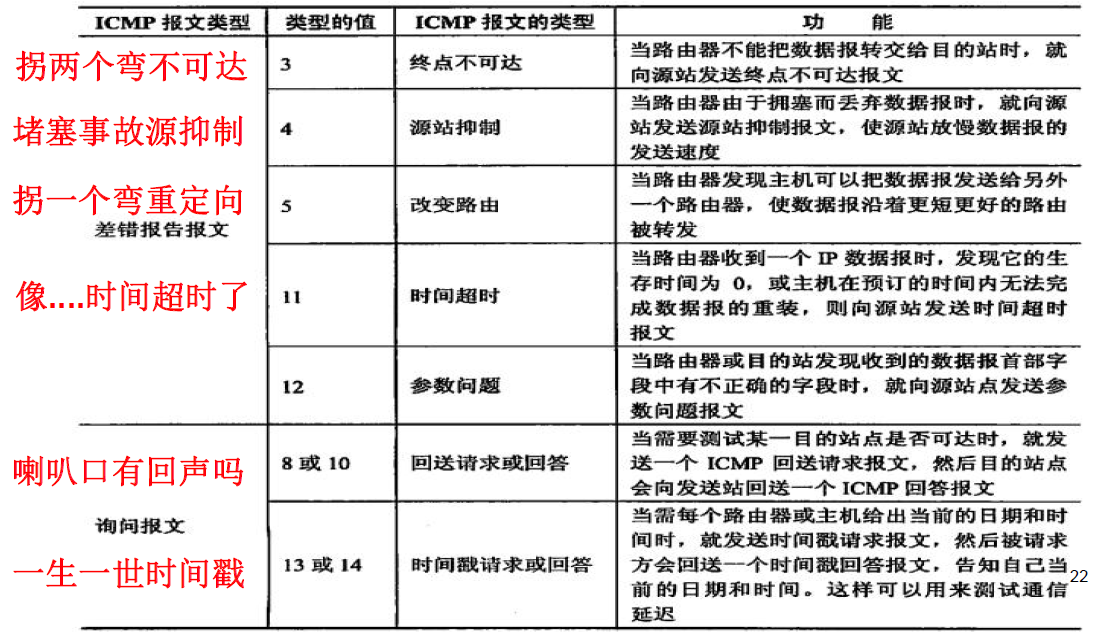 ICMP 报文类型 类型的值 ICMP 报文的类型 功 能
拐两个弯不可达
3
终点不可达
当路由器不能把数据报转交给目的站时，就
向源站发送终点不可达报文
堵塞事故源抑制
4
源站抑制
当路由器由于拥塞而丢弃数据报时，就向源
站发送源站抑制报文，使源站放慢数据报的
发送速度
拐一个弯重定向
差错报告报文
5
改变路由
当路由器发现主机可以把数据报发送给另外
一个路由器，使数据报沿着更短更好的路由
被转发
像....时间超时了
11
时间超时
当路由器收到一个 IP 数据报时，发现它的生
存时间为 0，或主机在预订的时间内无法完
成数据报的重装，则向源站发送时间超时
报文
12
参数问题
当路由器或目的站发现收到的数据报首部字
段中有不正确的字段时，就向源站点发送参
数问题报文
喇叭口有回声吗
8 或 10
回送请求或回答
当需要测试某一目的站点是否可达时，就发
送一个 ICMP 回送请求报文，然后目的站点
会向发送站回送一个 ICMP 回答报文
询问报文
一生一世时间戳
13 或 14
时间戳请求或回答
当需每个路由器或主机给出当前的日期和时
间时，就发送时间戳请求报文，然后被请求
方会回送一个时间戳回答报文，告知自己当
前的日期和时间。这样可以用来测试通信
延迟
22